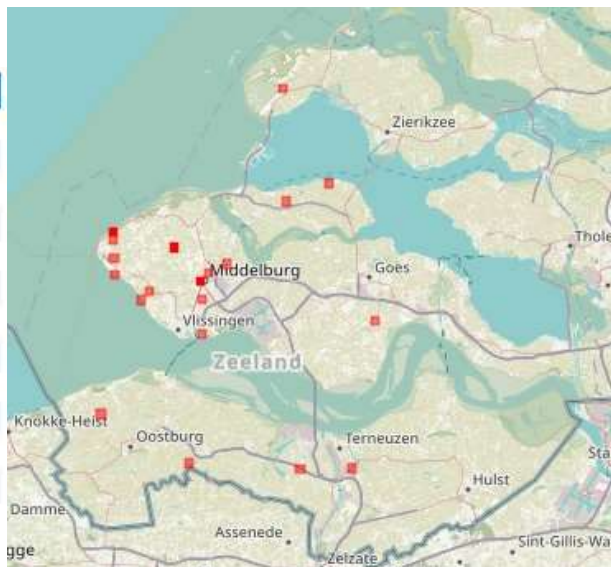 Zierikzee
Thole
Middelburg
Goes
Vlissingen
Zeeland
Knokke-Heist
Oostburg
Terneuzen
Sta
Hulst
Damme
Assenede
Sint-Gillis-Wa
gge
Zelzate